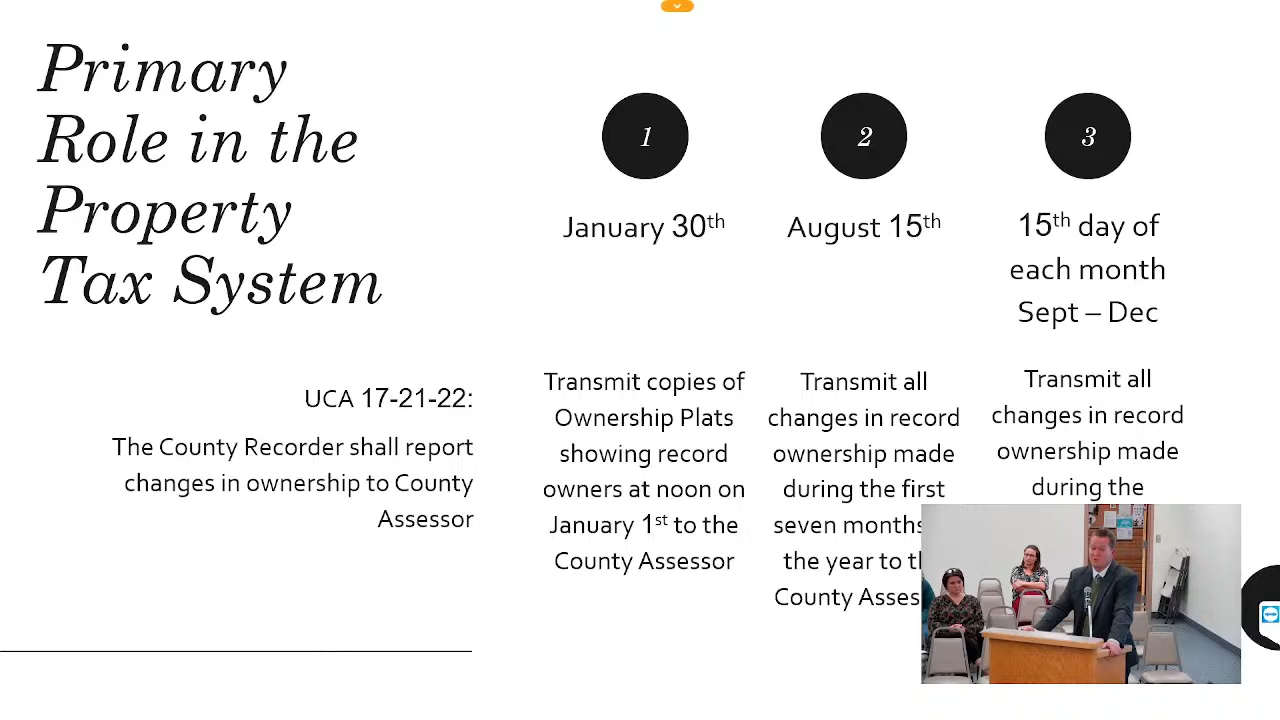 Primary
Role in the
Property
Tax System
UCA 17-21-22:
The County Recorder shall report
changes in ownership to County
Assessor
1
January 30th
Transmit copies of
Ownership Plats
showing record
owners at noon on
January 1st to the
County Assessor
2
August 15th
Transmit all
changes in record
ownership made
during the first
seven months
the year to
County
3
15th day of
each month
Sept – Dec
Transmit all
changes in record
ownership made
during the